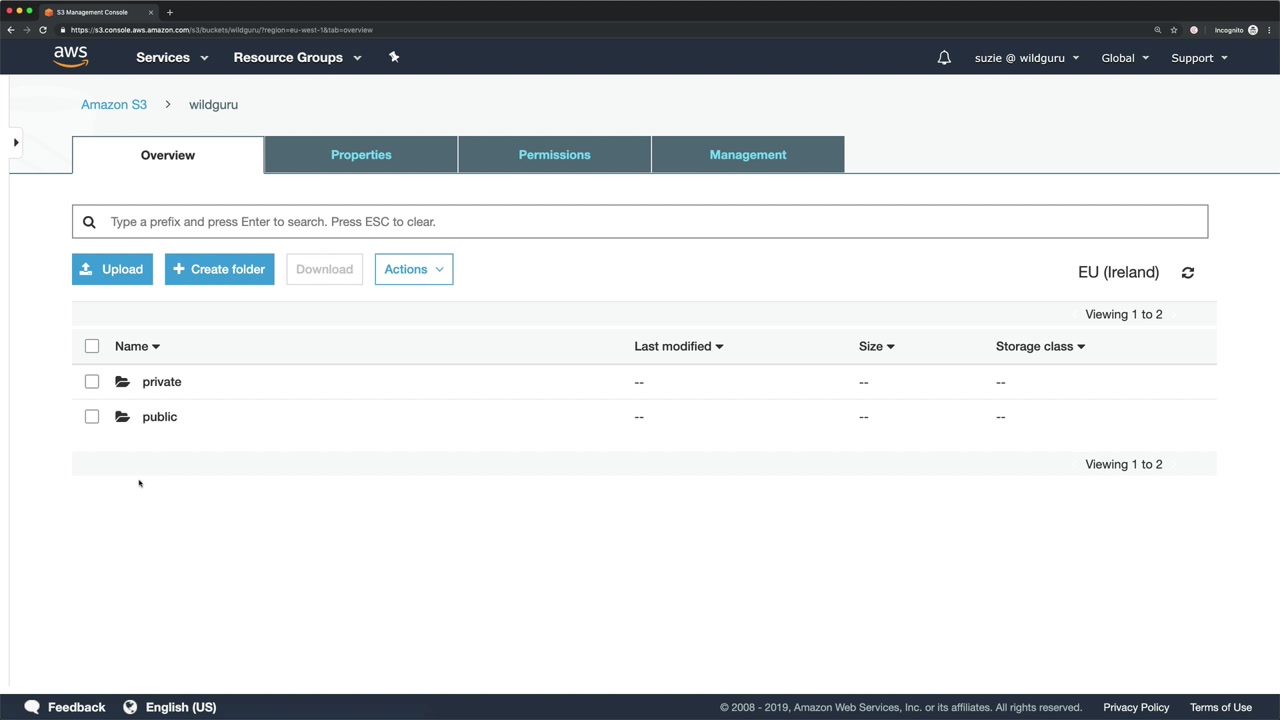 S3 Management Console
https://s3.console.aws.amazon.com/s3/buckets/wildguru/?region=eu-west-1&tab=overview
Incognito
aws Services Resource Groups suzie @ wildguru Global Support
Amazon S3 > wildguru
Overview Properties Permissions Management
Type a prefix and press Enter to search. Press ESC to clear.
Upload + Create folder Download Actions EU (Ireland)
Viewing 1 to 2
Name Last modified Size Storage class
private -- -- --
public -- -- --
Viewing 1 to 2
Feedback English (US) © 2008 - 2019, Amazon Web Services, Inc. or its affiliates. All rights reserved. Privacy Policy Terms of Use